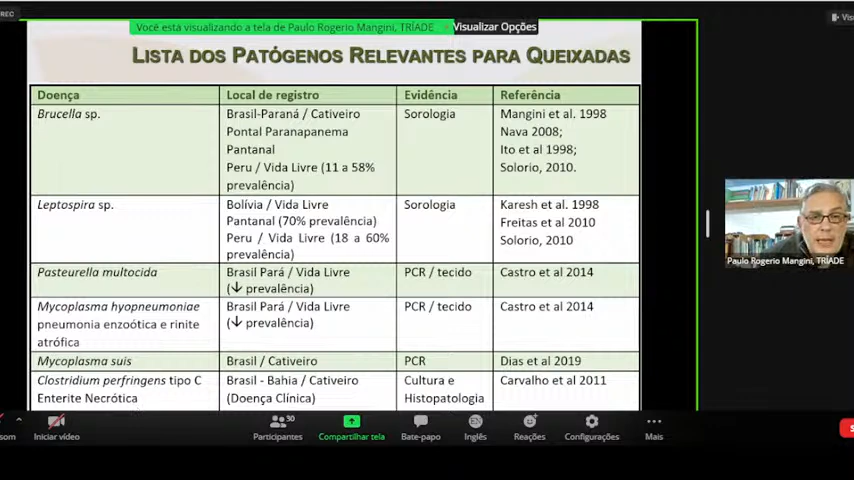 REC
Você está visualizando a tela de Paulo Rogerio Mangini, TRÍADE
Visualizar Opções
LISTA DOS PATÓGENOS RELEVANTES PARA QUEIXADAS
Doença
Local de registro
Evidência
Referência
Brucella sp.
Brasil-Paraná / Cativeiro
Pontal Paranapanema
Pantanal
Peru / Vida Livre (11 a 58%
prevalência)
Sorologia
Mangini et al. 1998
Nava 2008;
Ito et al 1998;
Solorio, 2010.
Leptospira sp.
Bolívia / Vida Livre
Pantanal (70% prevalência)
Peru / Vida Livre (18 a 60%
prevalência)
Sorologia
Karesh et al. 1998
Freitas et al 2010
Solorio, 2010
Pasteurella multocida
Brasil Pará / Vida Livre
(↓ prevalência)
PCR / tecido
Castro et al 2014
Mycoplasma hyopneumoniae
pneumonia enzoótica e rinite
atrófica
Brasil Pará / Vida Livre
(↓ prevalência)
PCR / tecido
Castro et al 2014
Mycoplasma suis
Brasil / Cativeiro
PCR
Dias et al 2019
Clostridium perfringens tipo C
Enterite Necrótica
Brasil - Bahia / Cativeiro
(Doença Clínica)
Cultura e
Histopatologia
Carvalho et al 2011
Paulo Rogerio Mangini, TRÍADE
som
Iniciar vídeo
30
Participantes
Compartilhar tela
Bate-papo
Inglês
Reações
Configurações
Mais